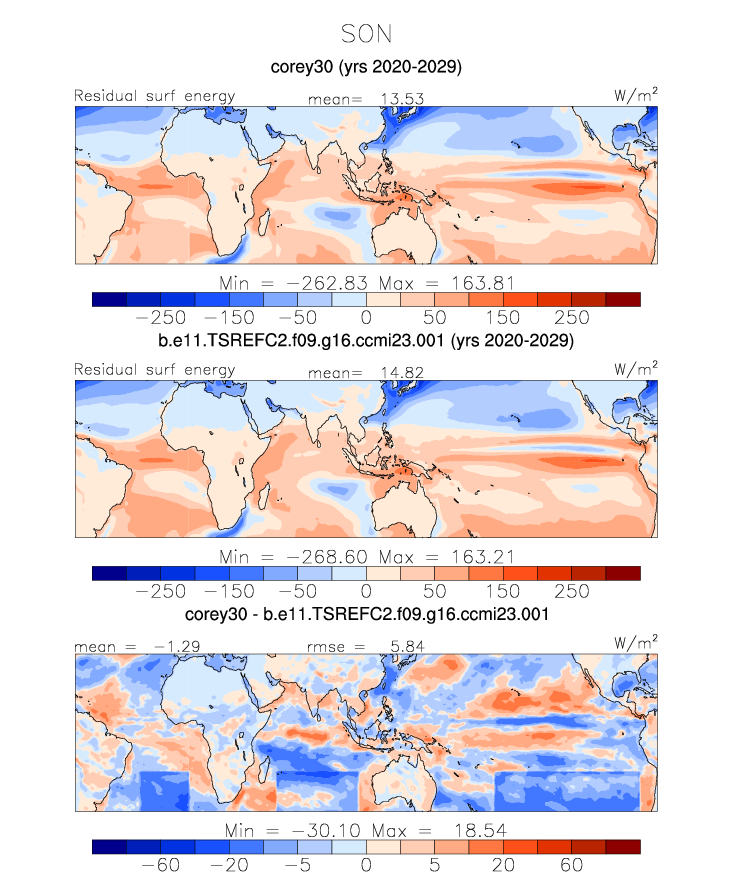 SON
corey30 (yrs 2020-2029)
Residual surf energy mean= 13.53 W/m²
Min = −262.83 Max = 163.81
−250 −150 −50 0 50 150 250
b.e11.TSREFC2.f09.g16.ccmi23.001 (yrs 2020-2029)
Residual surf energy mean= 14.82 W/m²
Min = −268.60 Max = 163.21
−250 −150 −50 0 50 150 250
corey30 - b.e11.TSREFC2.f09.g16.ccmi23.001
mean = −1.29 rmse = 5.84 W/m²
Min = −30.10 Max = 18.54
−60 −20 −5 0 5 20 60